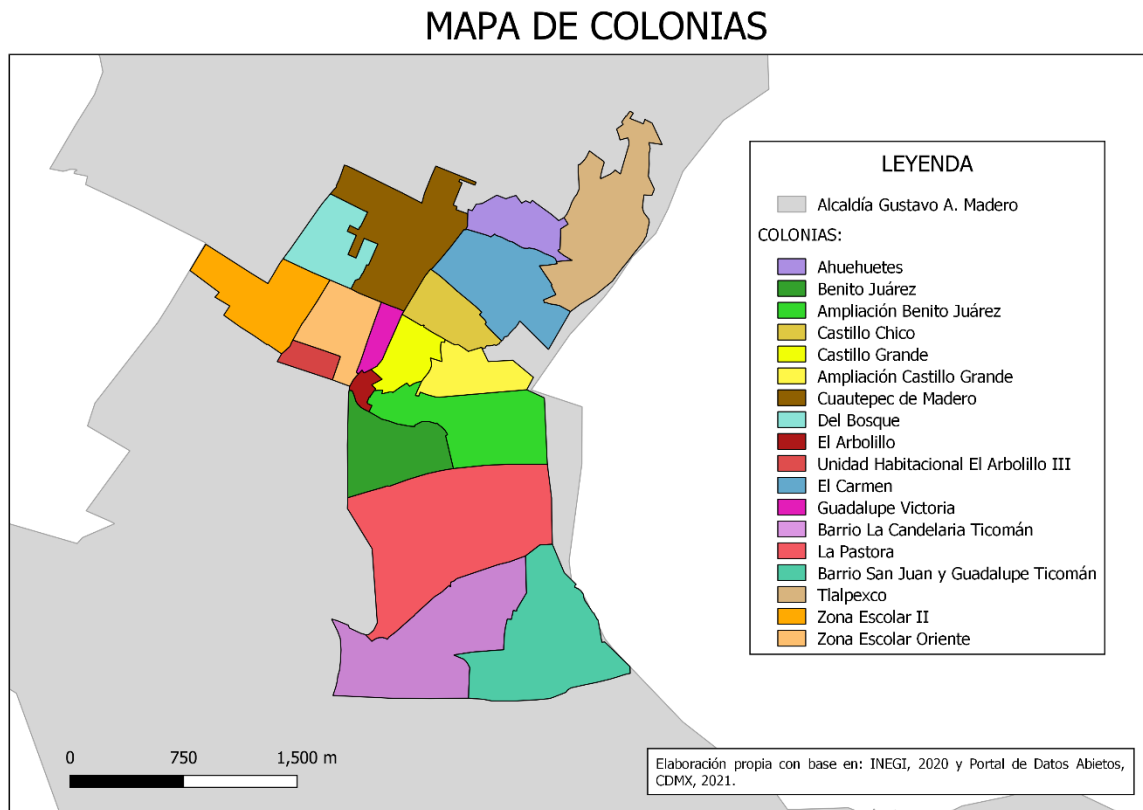 MAPA DE COLONIAS
LEYENDA
Alcaldía Gustavo A. Madero
COLONIAS:
Ahuehuetes
Benito Juárez
Ampliación Benito Juárez
Castillo Chico
Castillo Grande
Ampliación Castillo Grande
Cuautepec de Madero
Del Bosque
El Arbolillo
Unidad Habitacional El Arbolillo III
El Carmen
Guadalupe Victoria
Barrio La Candelaria Ticomán
La Pastora
Barrio San Juan y Guadalupe Ticomán
Tlalpexco
Zona Escolar II
Zona Escolar Oriente
0 750 1,500 m
Elaboración propia con base en: INEGI, 2020 y Portal de Datos Abietos,
CDMX, 2021.